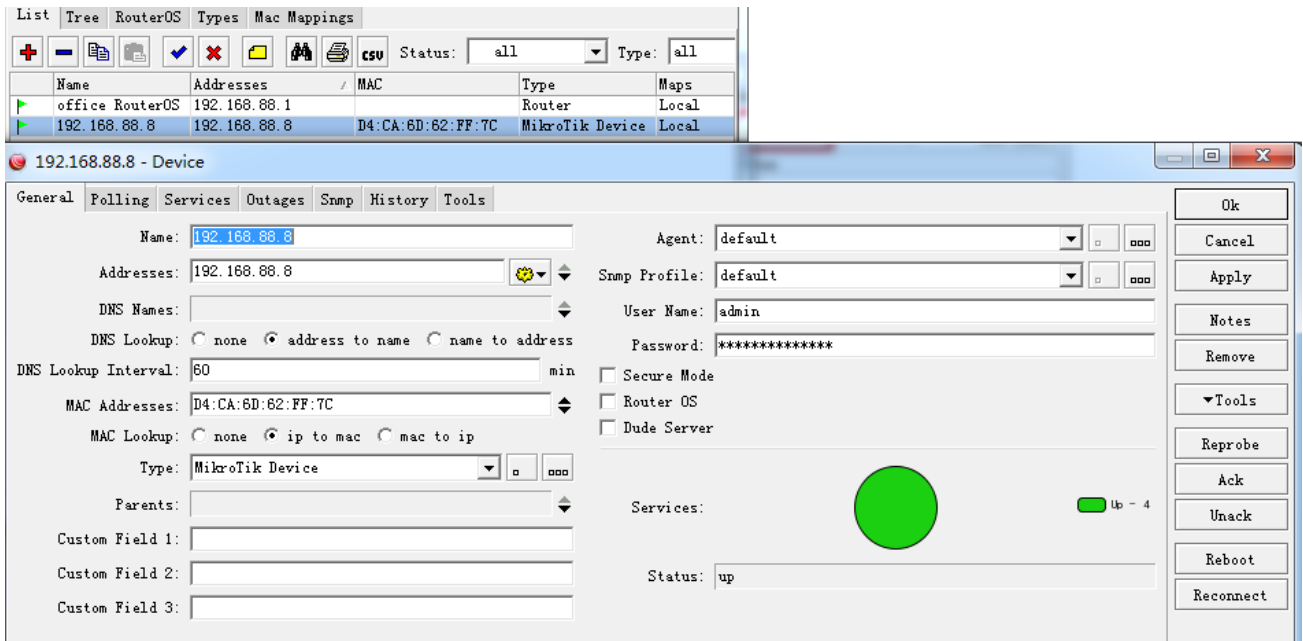 List Tree RouterOS Types Mac Mappings
csv Status: all Type: all
Name Addresses / MAC Type Maps
office RouterOS 192.168.88.1 Router Local
192.168.88.8 192.168.88.8 D4:CA:6D:62:FF:7C MikroTik Device Local
192.168.88.8 - Device
General Polling Services Outages Snmp History Tools
Name: 192.168.88.8
Addresses: 192.168.88.8
DNS Names:
DNS Lookup: none address to name name to address
DNS Lookup Interval: 60 min
MAC Addresses: D4:CA:6D:62:FF:7C
MAC Lookup: none ip to mac mac to ip
Type: MikroTik Device
Parents:
Custom Field 1:
Custom Field 2:
Custom Field 3:
Agent: default
Snmp Profile: default
User Name: admin
Password: **************
Secure Mode
Router OS
Dude Server
Services: Up - 4
Status: up
Ok
Cancel
Apply
Notes
Remove
Tools
Reprobe
Ack
Unack
Reboot
Reconnect